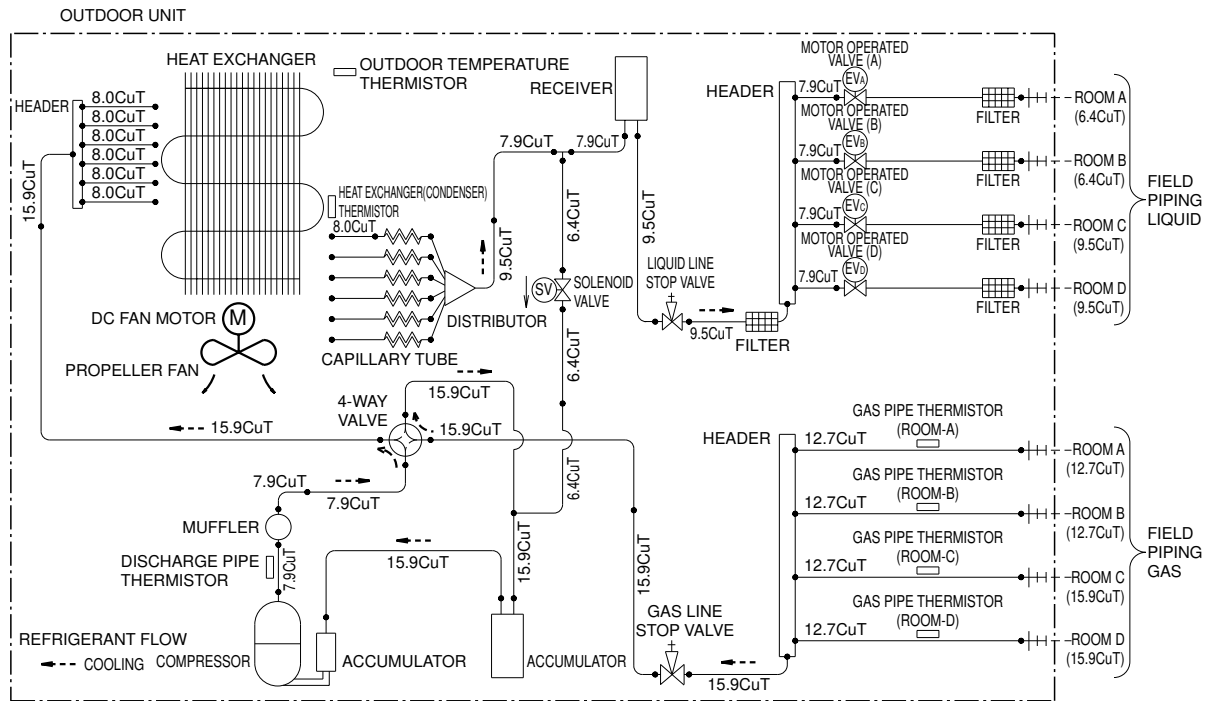 OUTDOOR UNIT
HEAT EXCHANGER
OUTDOOR TEMPERATURE
THERMISTOR
HEADER
8.0CuT
8.0CuT
8.0CuT
8.0CuT
8.0CuT
8.0CuT
15.9CuT
HEAT EXCHANGER(CONDENSER)
THERMISTOR
8.0CuT
CAPILLARY TUBE
DISTRIBUTOR
9.5CuT
7.9CuT
7.9CuT
RECEIVER
6.4CuT
SV
SOLENOID
VALVE
6.4CuT
6.4CuT
9.5CuT
LIQUID LINE
STOP VALVE
9.5CuT
FILTER
HEADER
MOTOR OPERATED
VALVE (A)
7.9CuT
EVA
FILTER
ROOM A
(6.4CuT)
MOTOR OPERATED
VALVE (B)
7.9CuT
EVB
FILTER
ROOM B
(6.4CuT)
MOTOR OPERATED
VALVE (C)
7.9CuT
EVC
FILTER
ROOM C
(9.5CuT)
MOTOR OPERATED
VALVE (D)
7.9CuT
EVD
FILTER
ROOM D
(9.5CuT)
FIELD
PIPING
LIQUID
DC FAN MOTOR
M
PROPELLER FAN
4-WAY
VALVE
15.9CuT
15.9CuT
15.9CuT
7.9CuT
7.9CuT
MUFFLER
DISCHARGE PIPE
THERMISTOR
7.9CuT
15.9CuT
15.9CuT
15.9CuT
REFRIGERANT FLOW
COOLING
COMPRESSOR
ACCUMULATOR
ACCUMULATOR
GAS LINE
STOP VALVE
15.9CuT
HEADER
GAS PIPE THERMISTOR
(ROOM-A)
12.7CuT
ROOM A
(12.7CuT)
GAS PIPE THERMISTOR
(ROOM-B)
12.7CuT
ROOM B
(12.7CuT)
GAS PIPE THERMISTOR
(ROOM-C)
12.7CuT
ROOM C
(15.9CuT)
GAS PIPE THERMISTOR
(ROOM-D)
12.7CuT
ROOM D
(15.9CuT)
FIELD
PIPING
GAS